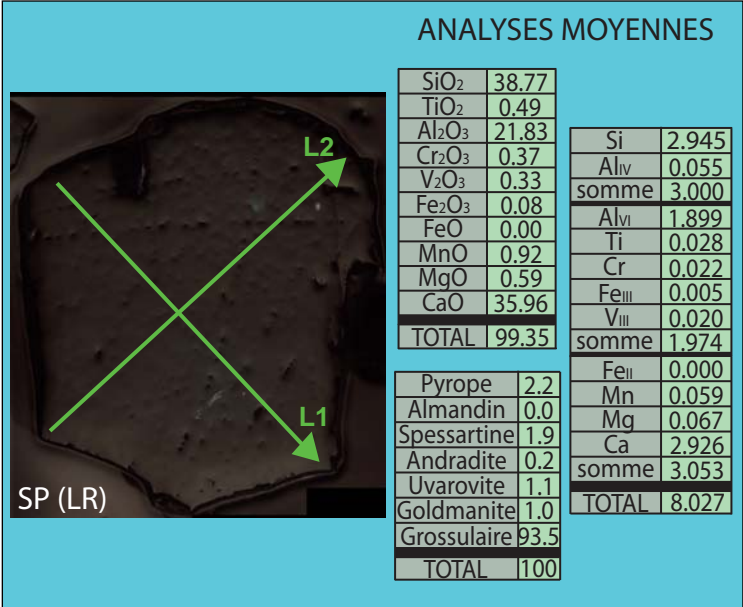 ANALYSES MOYENNES
L2
L1
SP (LR)
SiO2 38.77
TiO2 0.49
Al2O3 21.83
Cr2O3 0.37
V2O3 0.33
Fe2O3 0.08
FeO 0.00
MnO 0.92
MgO 0.59
CaO 35.96
TOTAL 99.35
Pyrope 2.2
Almandin 0.0
Spessartine 1.9
Andradite 0.2
Uvarovite 1.1
Goldmanite 1.0
Grossulaire 93.5
TOTAL 100
Si 2.945
AlIV 0.055
somme 3.000
AlVI 1.899
Ti 0.028
Cr 0.022
FeIII 0.005
VIII 0.020
somme 1.974
FeII 0.000
Mn 0.059
Mg 0.067
Ca 2.926
somme 3.053
TOTAL 8.027